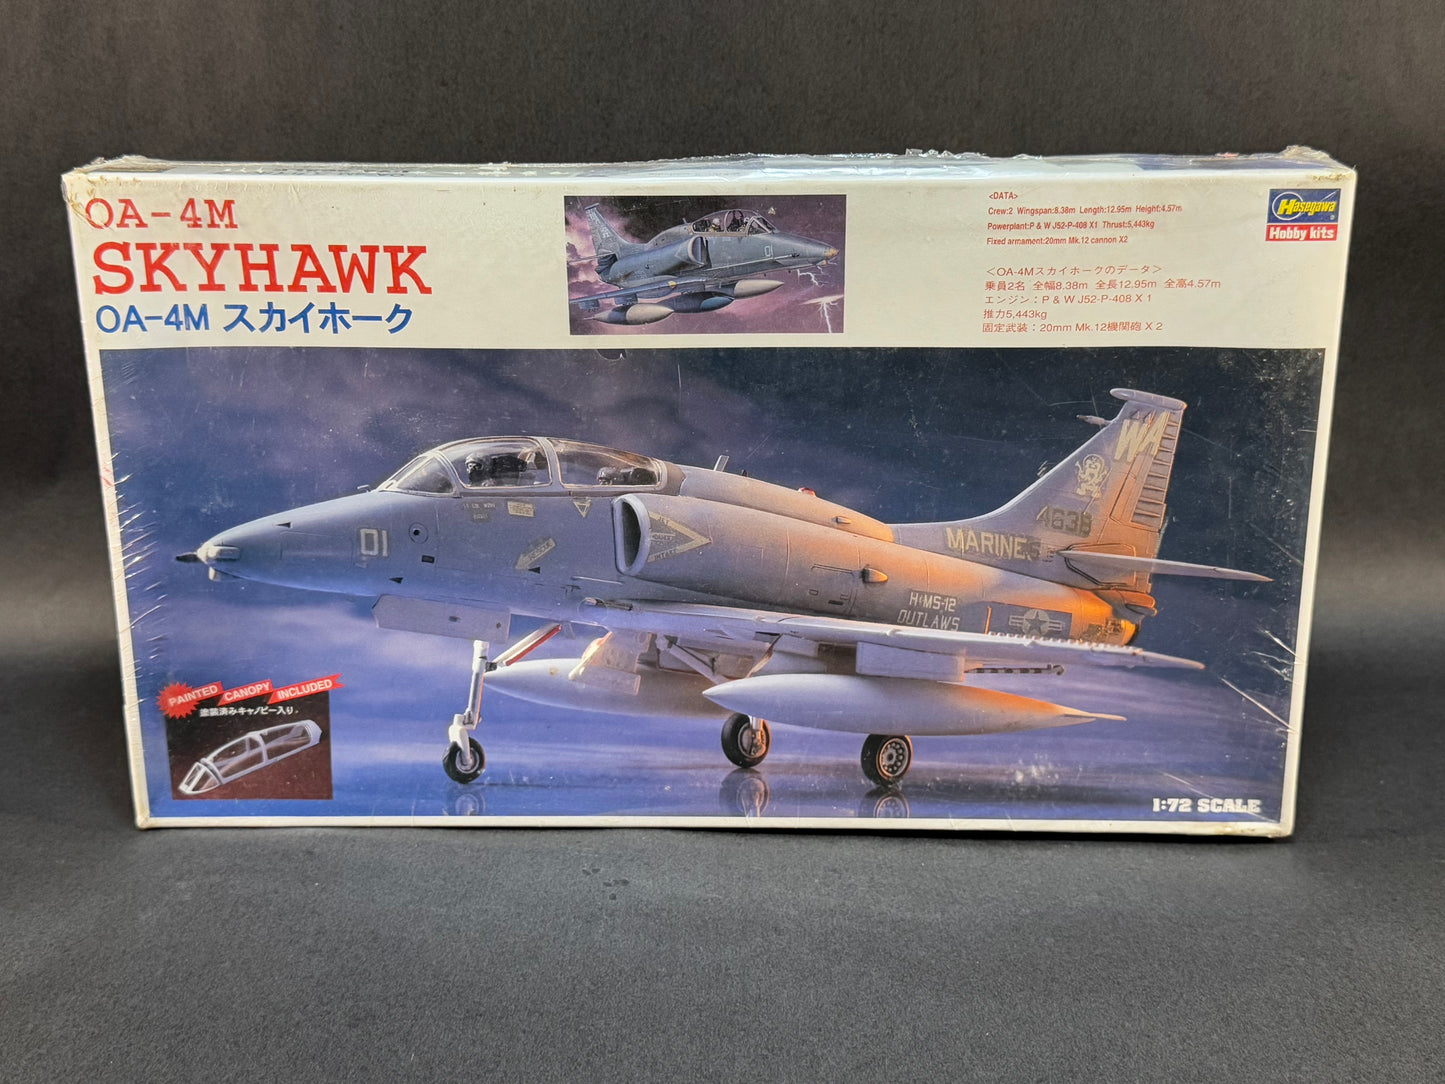 OA-4M
SKYHAWK
OA-4M スカイホーク
<DATA>
Crew:2 Wingspan:8.38m Length:12.95m Height:4.57m
Powerplant:P & W J52-P-408 X1 Thrust:5,443kg
Fixed armament:20mm Mk.12 cannon X2
<OA-4Mスカイホークのデータ>
乗員2名 全幅8.38m 全長12.95m 全高4.57m
エンジン：P & W J52-P-408 X 1
推力5,443kg
固定武装：20mm Mk.12機関砲 X 2
Hasegawa
Hobby kits
01
WA
4638
MARINES
01
RESCUE
JET
INTAKE
H&MS-12
OUTLAWS
PAINTED CANOPY INCLUDED
塗装済みキャノピー入り。
1:72 SCALE